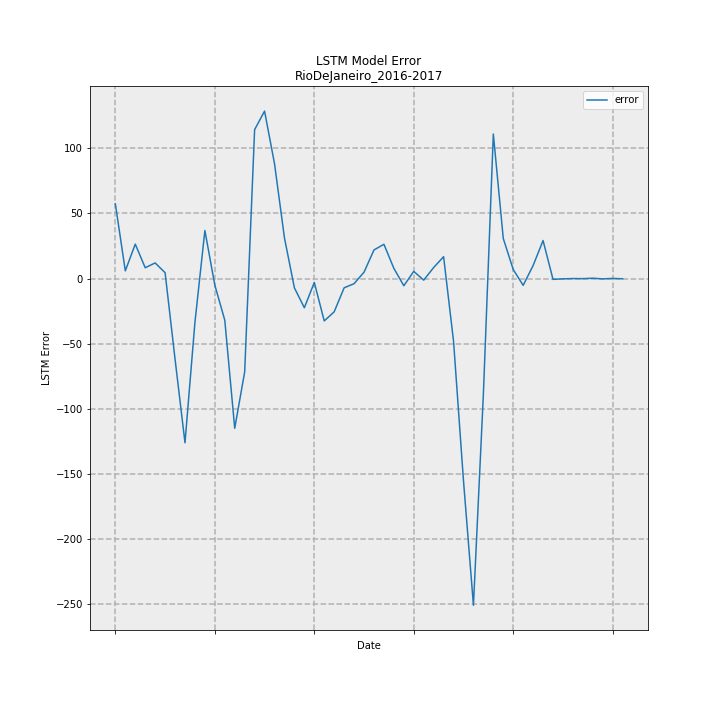 LSTM Model Error
RioDeJaneiro_2016-2017
error
100
50
0
−50
−100
−150
−200
−250
LSTM Error
Date